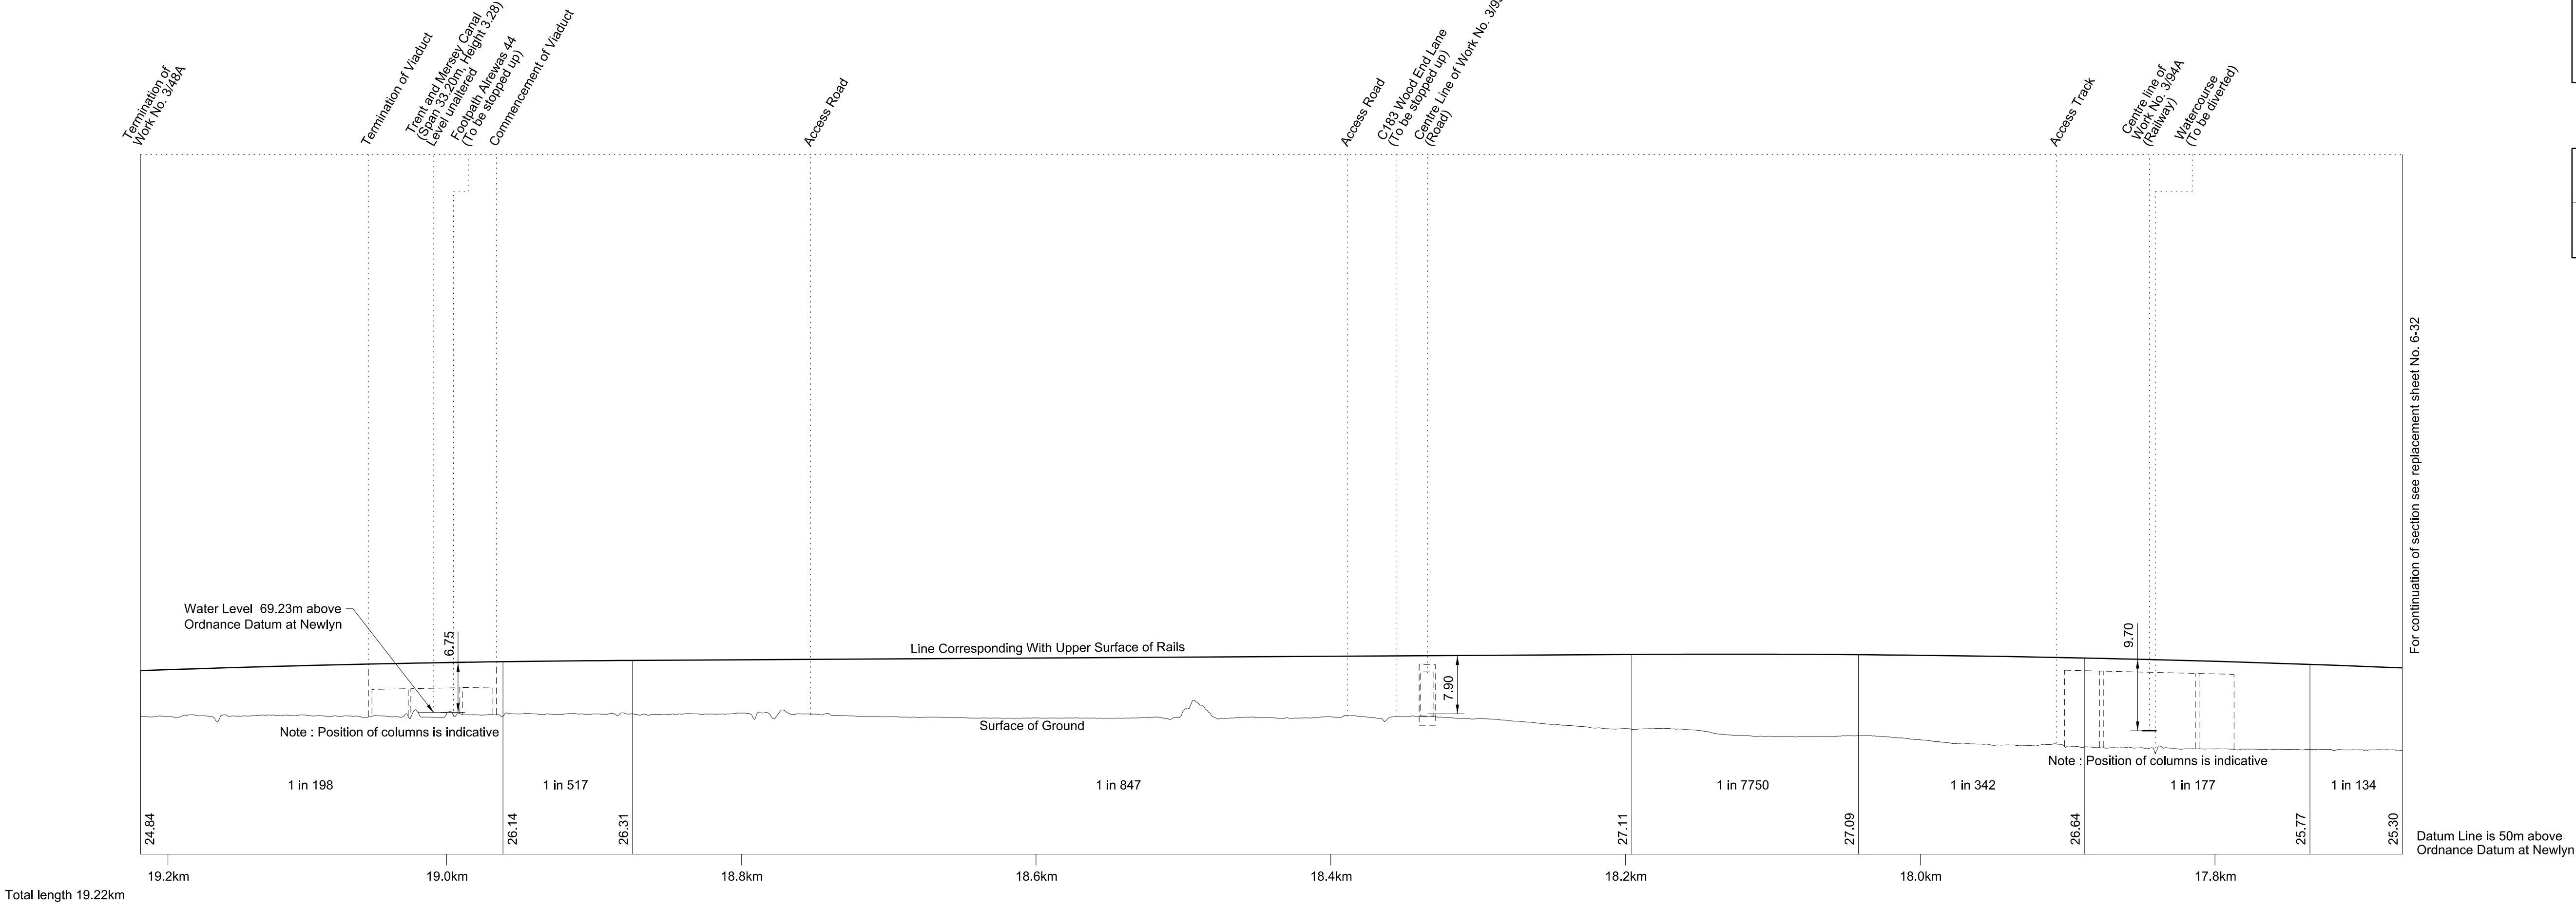 Termination of
Work No. 3/48A
Termination of Viaduct
Trent and Mersey Canal
(Span 33.20m, Height 3.28)
Level unaltered
Footpath Alrewas 44
(To be stopped up)
Commencement of Viaduct
Access Road
Access Road
C183 Wood End Lane
(To be stopped up)
Centre Line of Work No.
(Road)
Access Track
Centre line of
Work No. 3/94A
(Railway)
Watercourse
(To be diverted)
For continuation of section see replacement sheet No. 6-32
Water Level 69.23m above
Ordnance Datum at Newlyn
6.75
Line Corresponding With Upper Surface of Rails
7.90
9.70
Surface of Ground
Note : Position of columns is indicative
Note : Position of columns is indicative
1 in 198
1 in 517
1 in 847
1 in 7750
1 in 342
1 in 177
1 in 134
24.84
26.14
26.31
27.11
27.09
26.64
25.77
25.30
Datum Line is 50m above
Ordnance Datum at Newlyn
19.2km
19.0km
18.8km
18.6km
18.4km
18.2km
18.0km
17.8km
Total length 19.22km